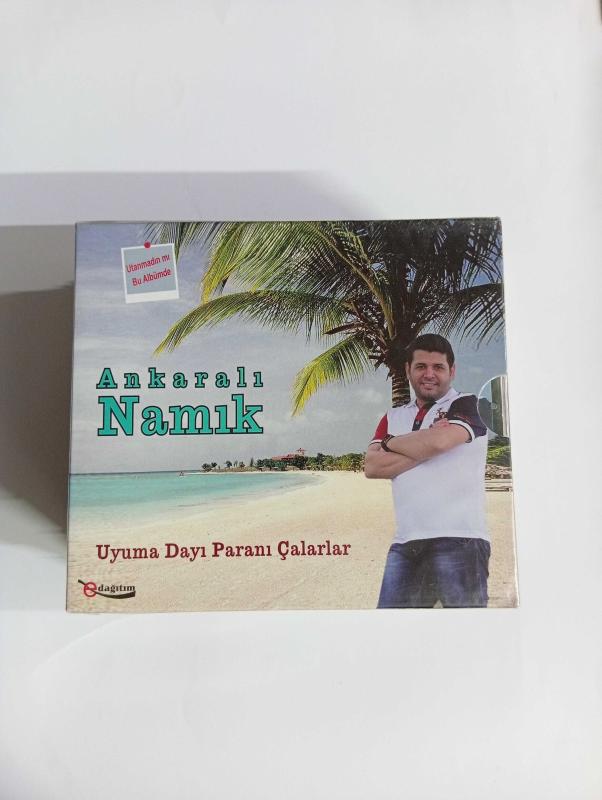 Utanmadın mı
Bu Albümde
Ankaralı
Namık
Uyuma Dayı Paranı Çalarlar
edağıtım